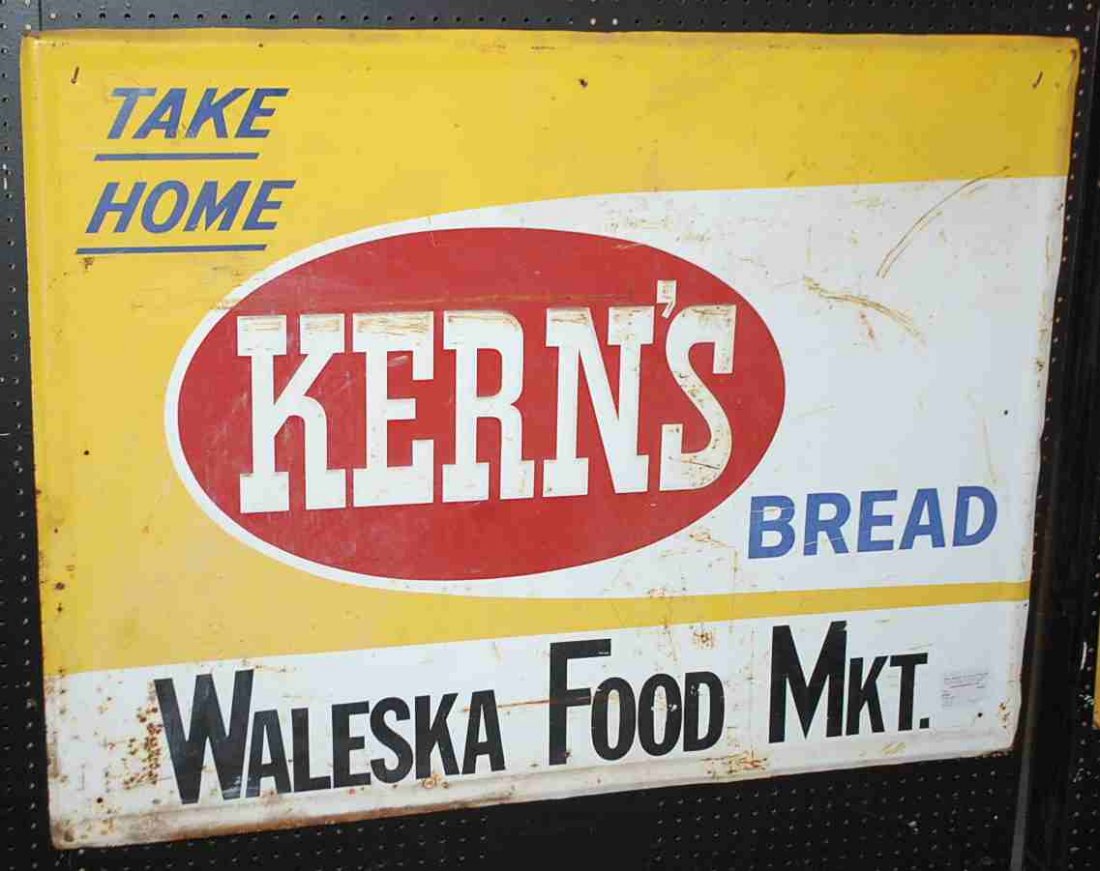 TAKE
HOME
KERN'S
BREAD
WALESKA FOOD MKT.